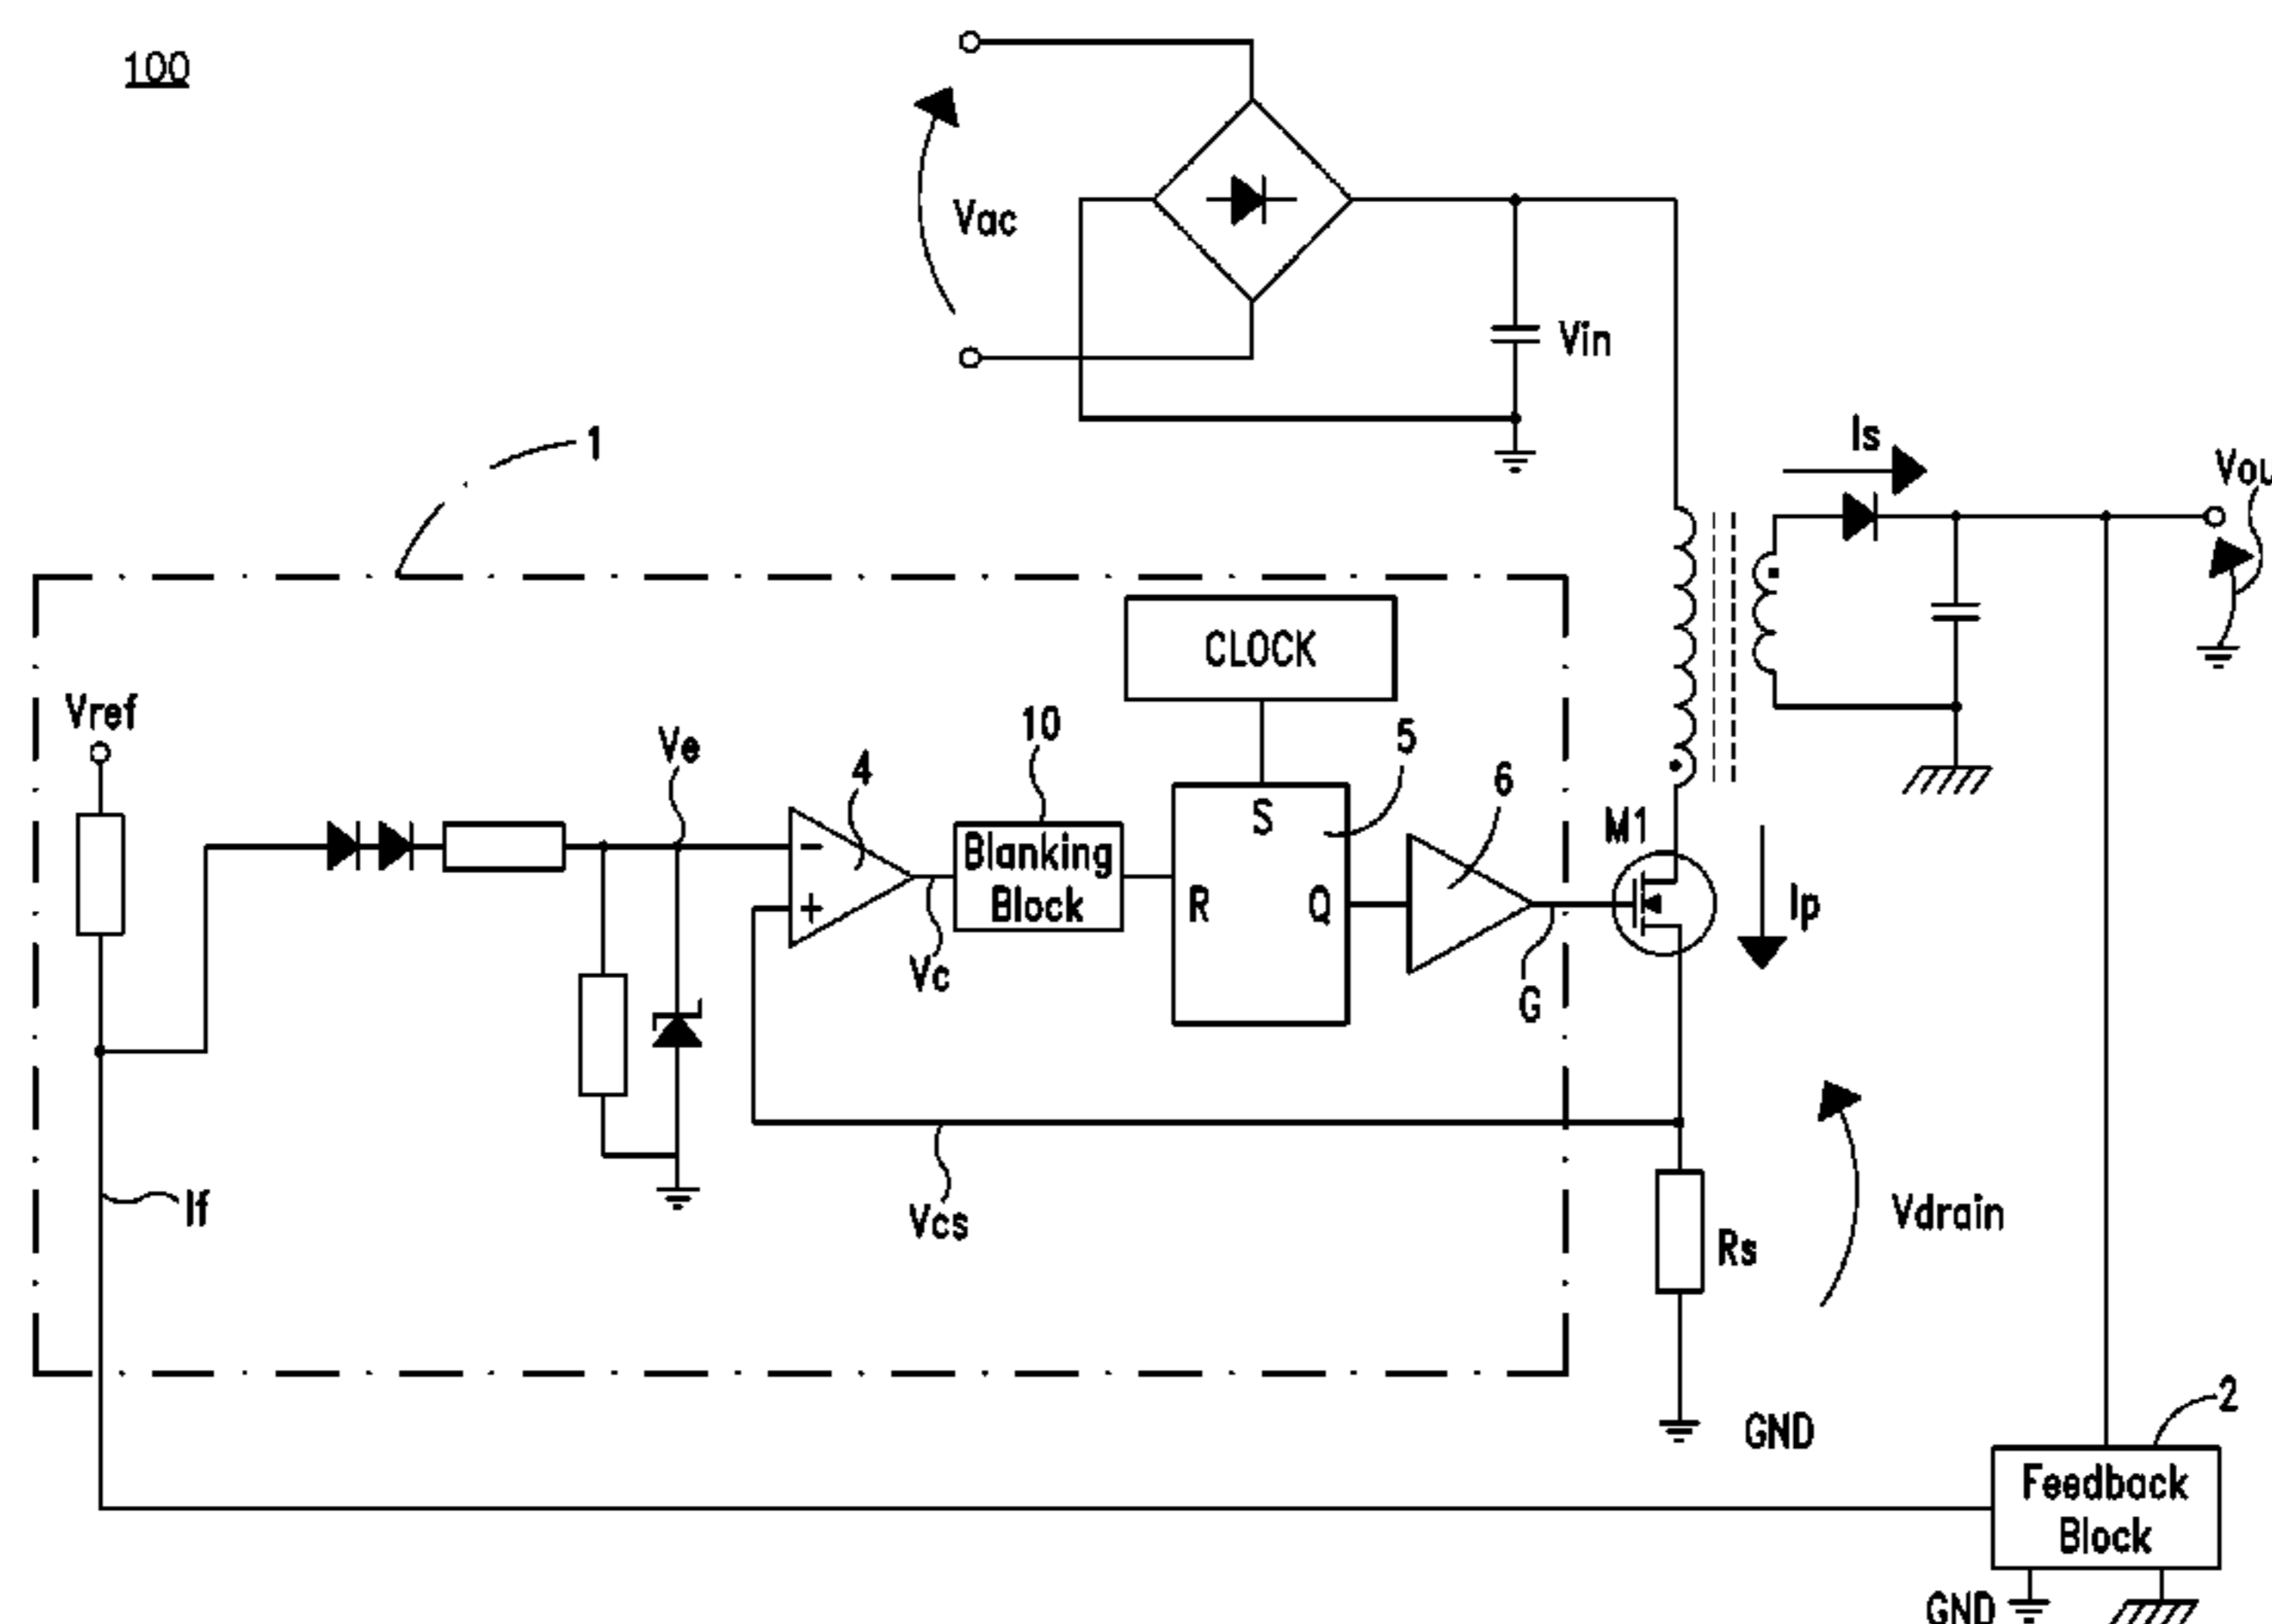 100
Vac
Vin
1
Is
Vou
CLOCK
Vref
Ve
4
10
5
6
M1
S
Blanking
Block
R
Q
Ip
Vc
G
If
Vcs
Rs
Vdrain
GND
2
Feedback
Block
GND